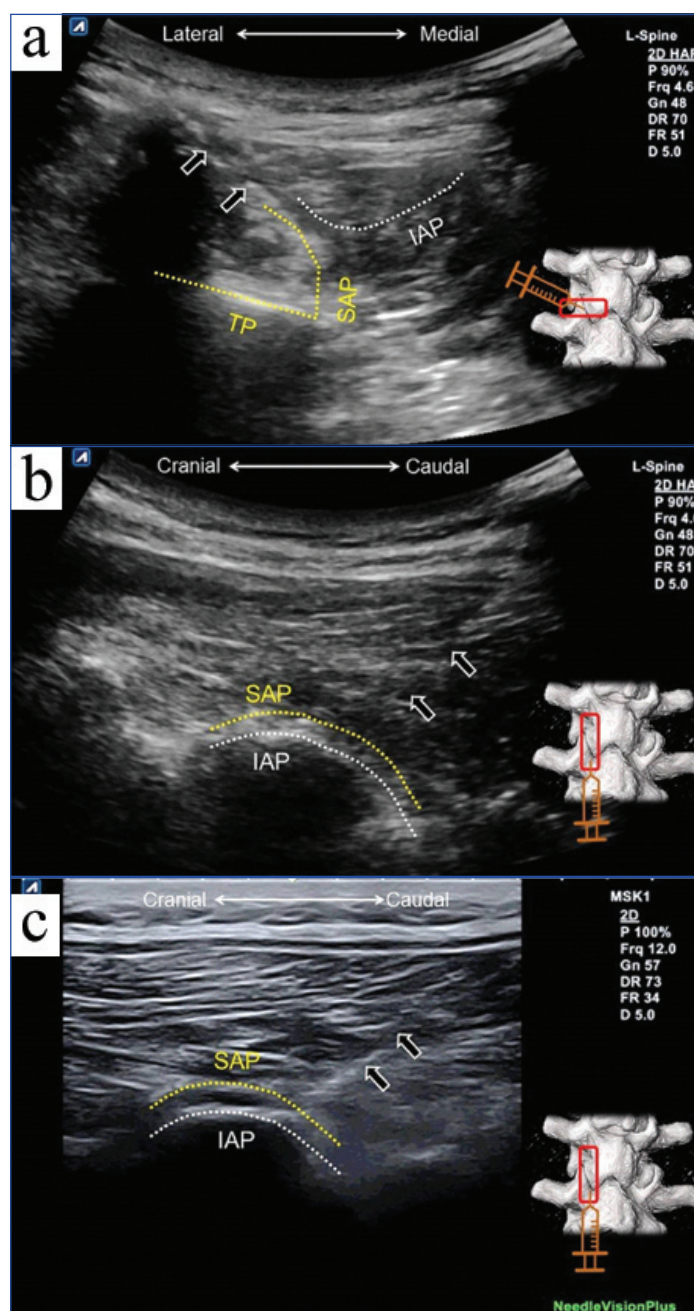 a
Lateral Medial
L-Spine
2D HAR
P 90%
Frq 4.6
Gn 48
DR 70
FR 51
D 5.0
IAP
SAP
TP
b
Cranial Caudal
L-Spine
2D HAR
P 90%
Frq 4.6
Gn 48
DR 70
FR 51
D 5.0
SAP
IAP
c
Cranial Caudal
MSK1
2D
P 100%
Frq 12.0
Gn 57
DR 73
FR 34
D 5.0
SAP
IAP
NeedleVisionPlus